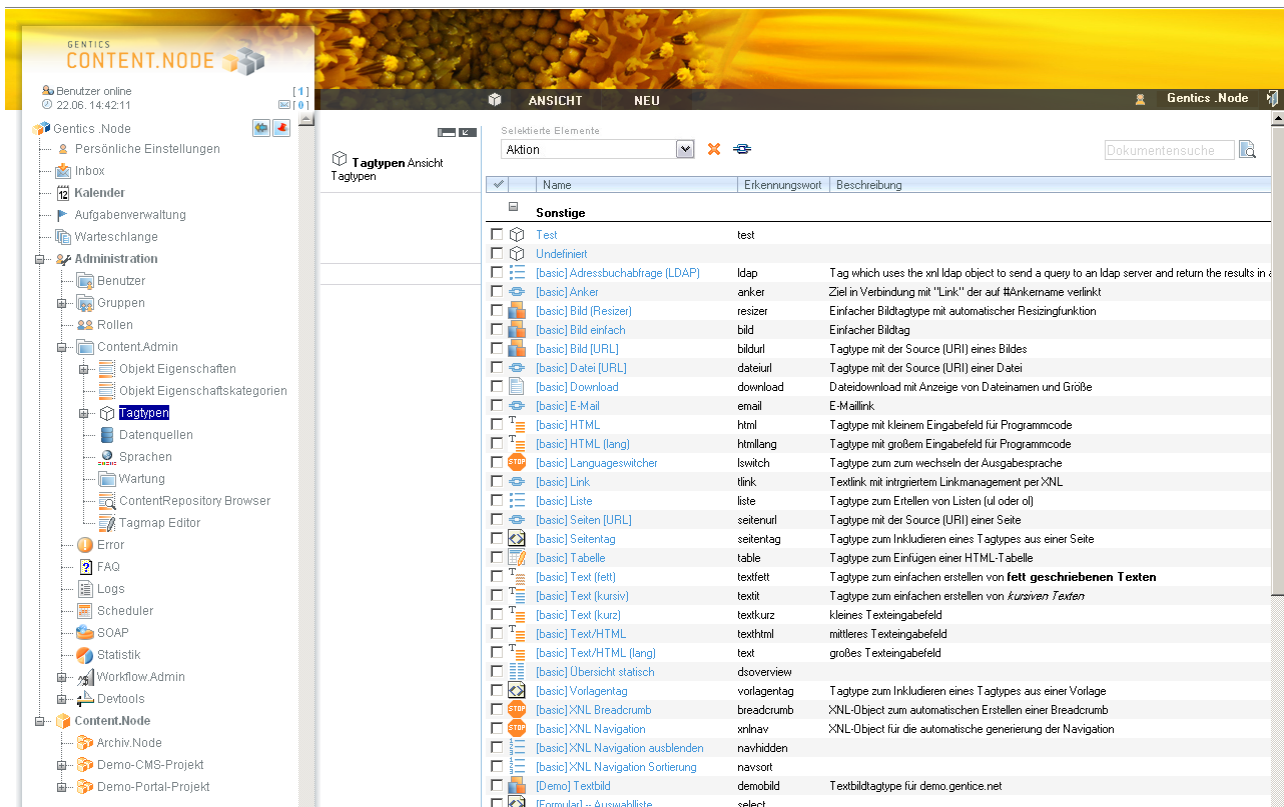 GENTICS
CONTENT.NODE
Benutzer online [1]
22.06. 14:42:11 [0]
Gentics .Node
Persönliche Einstellungen
Inbox
Kalender
Aufgabenverwaltung
Warteschlange
Administration
Benutzer
Gruppen
Rollen
Content.Admin
Objekt Eigenschaften
Objekt Eigenschaftskategorien
Tagtypen
Datenquellen
Sprachen
Wartung
ContentRepository Browser
Tagmap Editor
Error
FAQ
Logs
Scheduler
SOAP
Statistik
Workflow.Admin
Devtools
Content.Node
Archiv.Node
Demo-CMS-Projekt
Demo-Portal-Projekt
Tagtypen Ansicht
Tagtypen
ANSICHT NEU Gentics .Node
Selektierte Elemente
Aktion Dokumentensuche
Name Erkennungswort Beschreibung
Sonstige
Test test
Undefiniert
[basic] Adressbuchabfrage (LDAP) ldap Tag which uses the xnl ldap object to send a query to an ldap server and return the results in a
[basic] Anker anker Ziel in Verbindung mit "Link" der auf #Ankername verlinkt
[basic] Bild (Resizer) resizer Einfacher Bildtagtype mit automatischer Resizingfunktion
[basic] Bild einfach bild Einfacher Bildtag
[basic] Bild [URL] bildurl Tagtype mit der Source (URI) eines Bildes
[basic] Datei [URL] dateiurl Tagtype mit der Source (URI) einer Datei
[basic] Download download Dateidownload mit Anzeige von Dateinamen und Größe
[basic] E-Mail email E-Maillink
[basic] HTML html Tagtype mit kleinem Eingabefeld für Programmcode
[basic] HTML (lang) htmllang Tagtype mit großem Eingabefeld für Programmcode
STOP [basic] Languageswitcher lswitch Tagtype zum zum wechseln der Ausgabesprache
[basic] Link tlink Textlink mit intrgriertem Linkmanagement per XNL
[basic] Liste liste Tagtype zum Ertellen von Listen (ul oder ol)
[basic] Seiten [URL] seitenurl Tagtype mit der Source (URI) einer Seite
[basic] Seitentag seitentag Tagtype zum Inkludieren eines Tagtypes aus einer Seite
[basic] Tabelle table Tagtype zum Einfügen einer HTML-Tabelle
[basic] Text (fett) textfett Tagtype zum einfachen erstellen von fett geschriebenen Texten
[basic] Text (kursiv) textit Tagtype zum einfachen erstellen von kursiven Texten
[basic] Text (kurz) textkurz kleines Texteingabefeld
[basic] Text/HTML texthtml mittleres Texteingabefeld
[basic] Text/HTML (lang) text großes Texteingabefeld
[basic] Übersicht statisch dsoverview
[basic] Vorlagentag vorlagentag Tagtype zum Inkludieren eines Tagtypes aus einer Vorlage
STOP [basic] XNL Breadcrumb breadcrumb XNL-Object zum automatischen Erstellen einer Breadcrumb
STOP [basic] XNL Navigation xnlnav XNL-Object für die automatische generierung der Navigation
[basic] XNL Navigation ausblenden navhidden
[basic] XNL Navigation Sortierung navsort
[Demo] Textbild demobild Textbildtagtype für demo.gentice.net
[Formular] -- Auswahlliste select